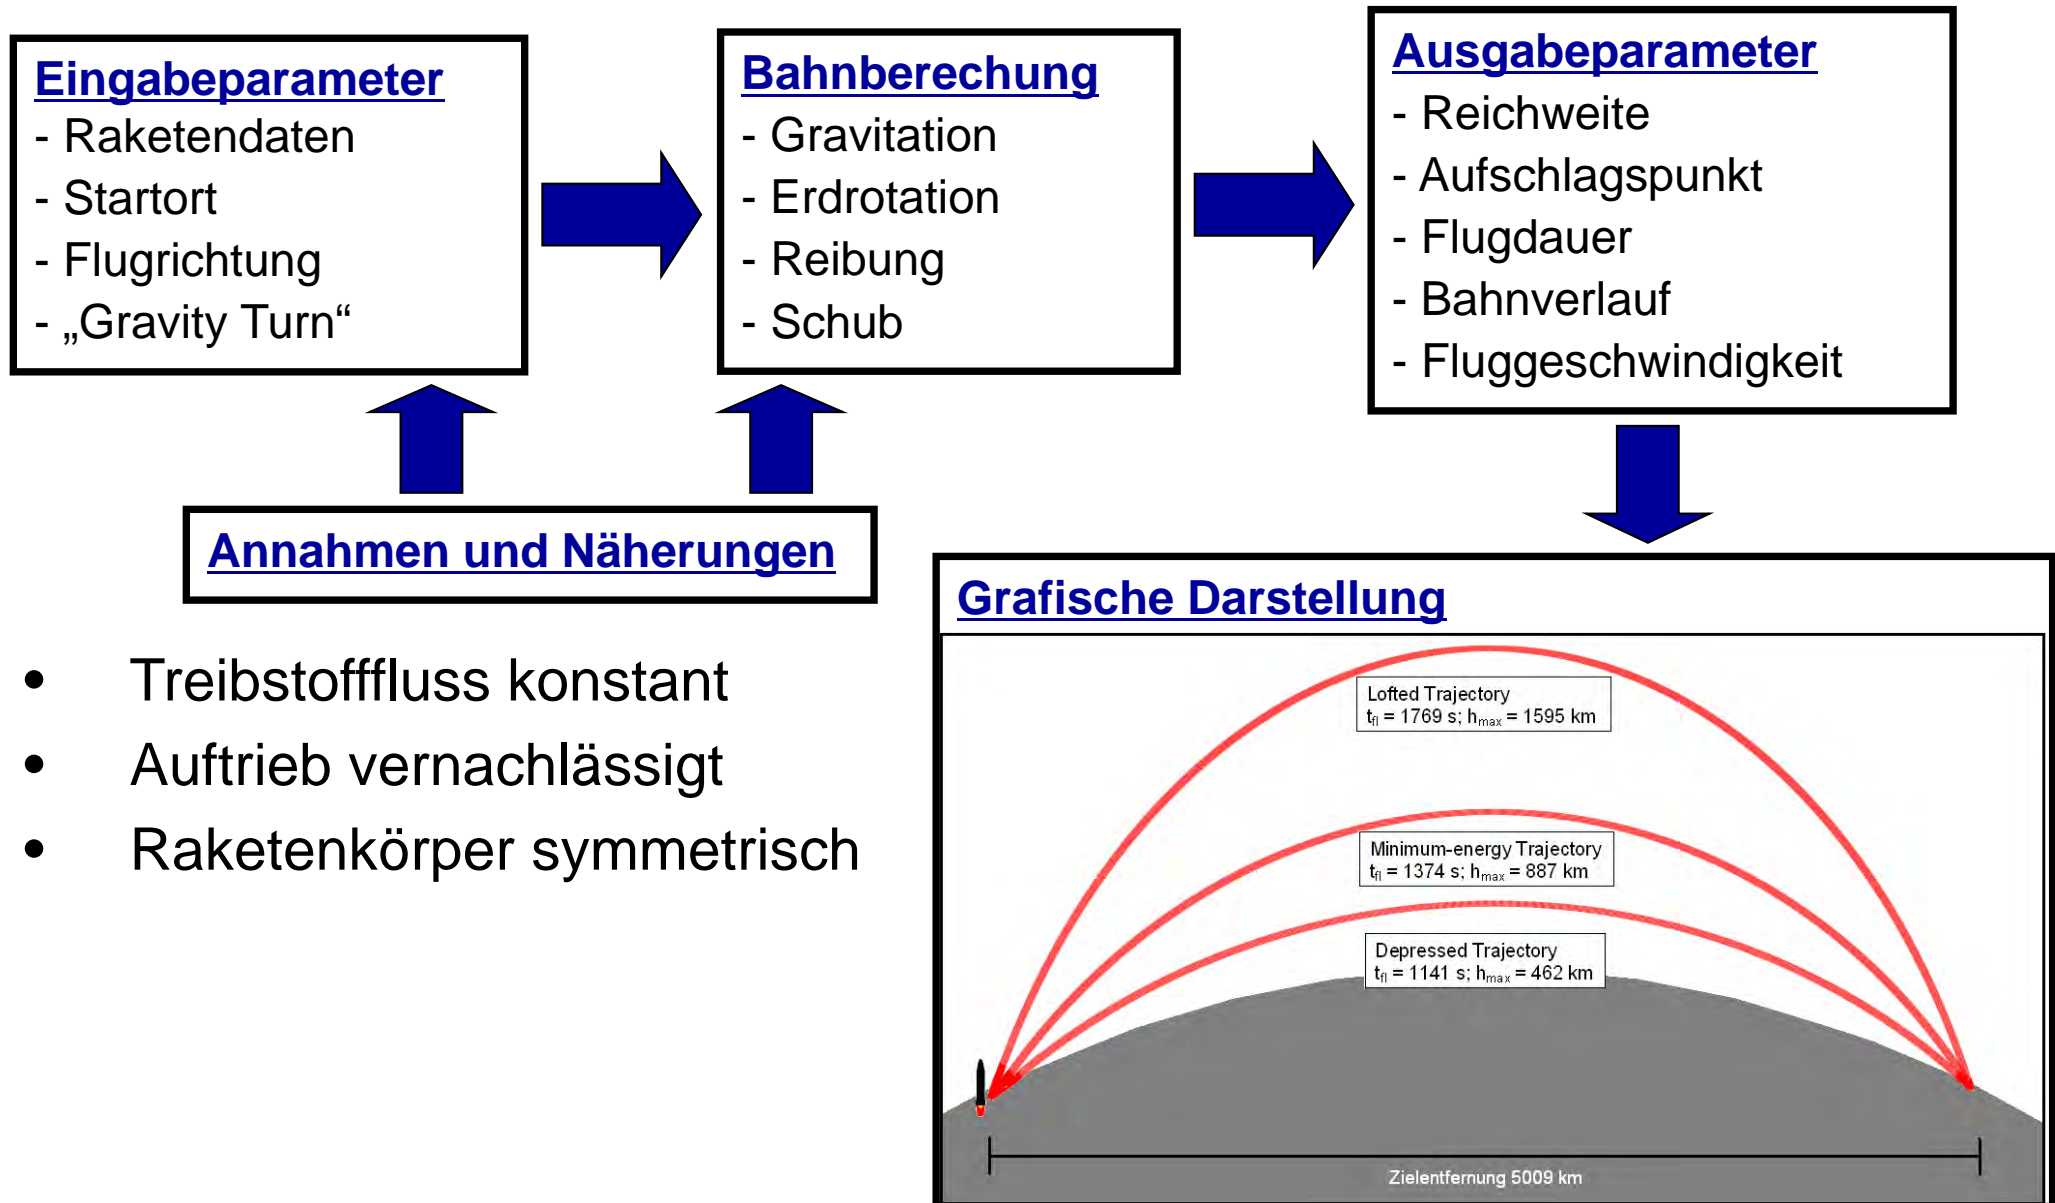 Eingabeparameter
- Raketendaten
- Startort
- Flugrichtung
- „Gravity Turn“
Bahnberechung
- Gravitation
- Erdrotation
- Reibung
- Schub
Ausgabeparameter
- Reichweite
- Aufschlagspunkt
- Flugdauer
- Bahnverlauf
- Fluggeschwindigkeit
Annahmen und Näherungen
• Treibstofffluss konstant
• Auftrieb vernachlässigt
• Raketenkörper symmetrisch
Grafische Darstellung
Lofted Trajectory
tfl = 1769 s; hmax = 1595 km
Minimum-energy Trajectory
tfl = 1374 s; hmax = 887 km
Depressed Trajectory
tfl = 1141 s; hmax = 462 km
Zielentfernung 5009 km